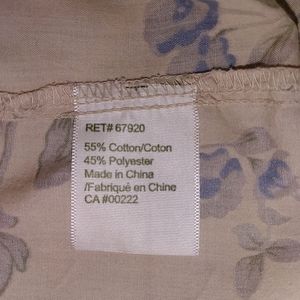 RET# 67920
55% Cotton/Coton
45% Polyester
Made in China
/Fabriqué en Chine
CA #00222